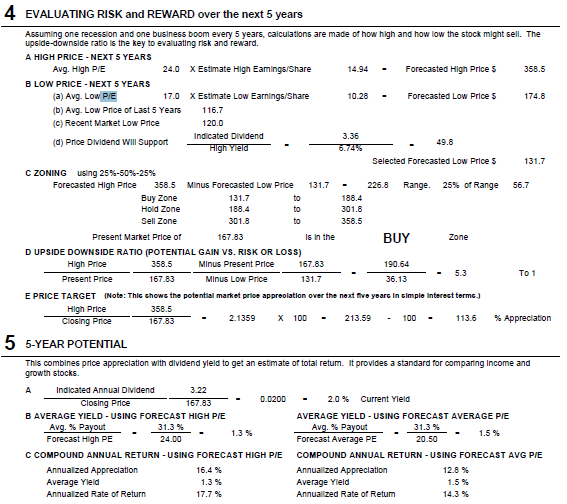 4 EVALUATING RISK and REWARD over the next 5 years
Assuming one recession and one business boom every 5 years, calculations are made of how high and how low the stock might sell. The
upside-downside ratio is the key to evaluating risk and reward.
A HIGH PRICE - NEXT 5 YEARS
Avg. High P/E 24.0 X Estimate High Earnings/Share 14.94 = Forecasted High Price $ 358.5
B LOW PRICE - NEXT 5 YEARS
(a) Avg. Low P/E 17.0 X Estimate Low Earnings/Share 10.28 = Forecasted Low Price $ 174.8
(b) Avg. Low Price of Last 5 Years 116.7
(c) Recent Market Low Price 120.0
Indicated Dividend 3.36
(d) Price Dividend Will Support = = 49.8
High Yield 6.74%
Selected Forecasted Low Price $ 131.7
C ZONING using 25%-50%-25%
Forecasted High Price 358.5 Minus Forecasted Low Price 131.7 = 226.8 Range. 25% of Range 56.7
Buy Zone 131.7 to 188.4
Hold Zone 188.4 to 301.8
Sell Zone 301.8 to 358.5
Present Market Price of 167.83 is in the BUY Zone
D UPSIDE DOWNSIDE RATIO (POTENTIAL GAIN VS. RISK OR LOSS)
High Price 358.5 Minus Present Price 167.83 190.64
= = 5.3 To 1
Present Price 167.83 Minus Low Price 131.7 36.13
E PRICE TARGET (Note: This shows the potential market price appreciation over the next five years in simple interest terms.)
High Price 358.5
= 2.1359 X 100 = 213.59 - 100 = 113.6 % Appreciation
Closing Price 167.83
5 5-YEAR POTENTIAL
This combines price appreciation with dividend yield to get an estimate of total return. It provides a standard for comparing income and
growth stocks.
A Indicated Annual Dividend 3.22
= 0.0200 = 2.0 % Current Yield
Closing Price 167.83
B AVERAGE YIELD - USING FORECAST HIGH P/E AVERAGE YIELD - USING FORECAST AVERAGE P/E
Avg. % Payout 31.3 % Avg. % Payout 31.3 %
= = 1.3 % = = 1.5 %
Forecast High PE 24.00 Forecast Average PE 20.50
C COMPOUND ANNUAL RETURN - USING FORECAST HIGH P/E COMPOUND ANNUAL RETURN - USING FORECAST AVG P/E
Annualized Appreciation 16.4 % Annualized Appreciation 12.8 %
Average Yield 1.3 % Average Yield 1.5 %
Annualized Rate of Return 17.7 % Annualized Rate of Return 14.3 %